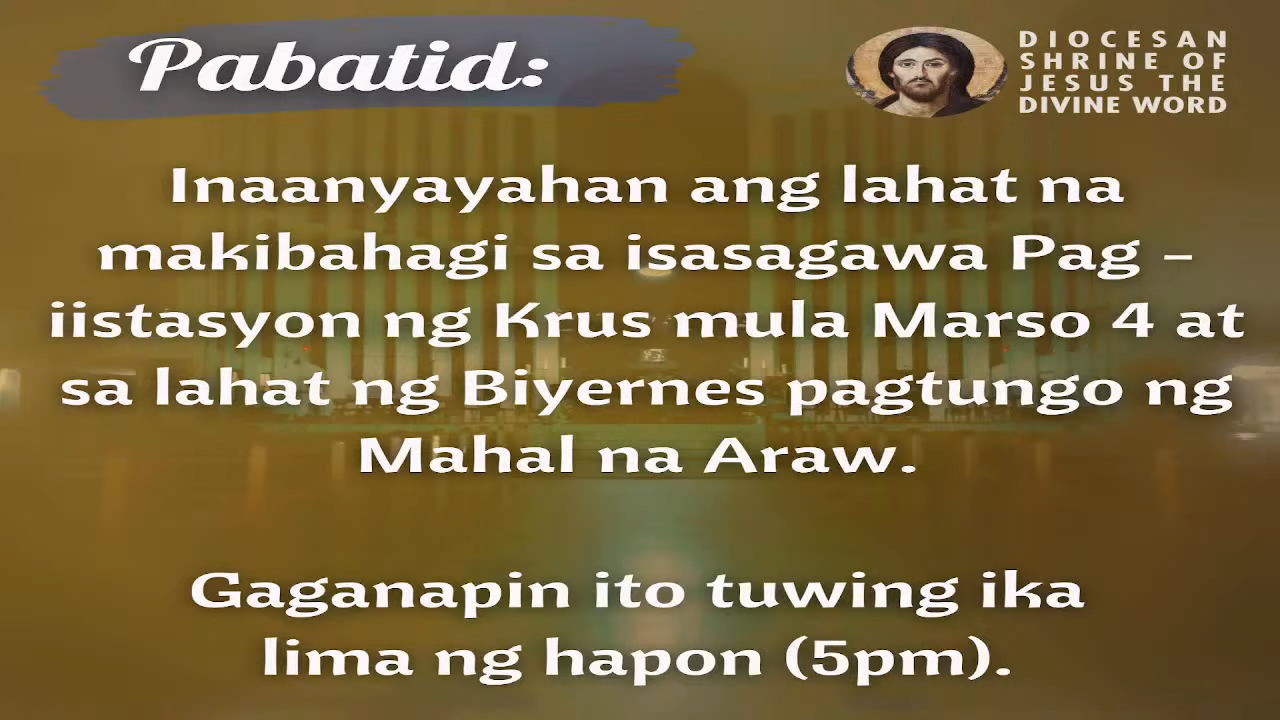 Pabatid:
DIOCESAN
SHRINE OF
JESUS THE
DIVINE WORD
Inaanyayahan ang lahat na
makibahagi sa isasagawa Pag –
iistasyon ng Krus mula Marso 4 at
sa lahat ng Biyernes pagtungo ng
Mahal na Araw.
Gaganapin ito tuwing ika
lima ng hapon (5pm).